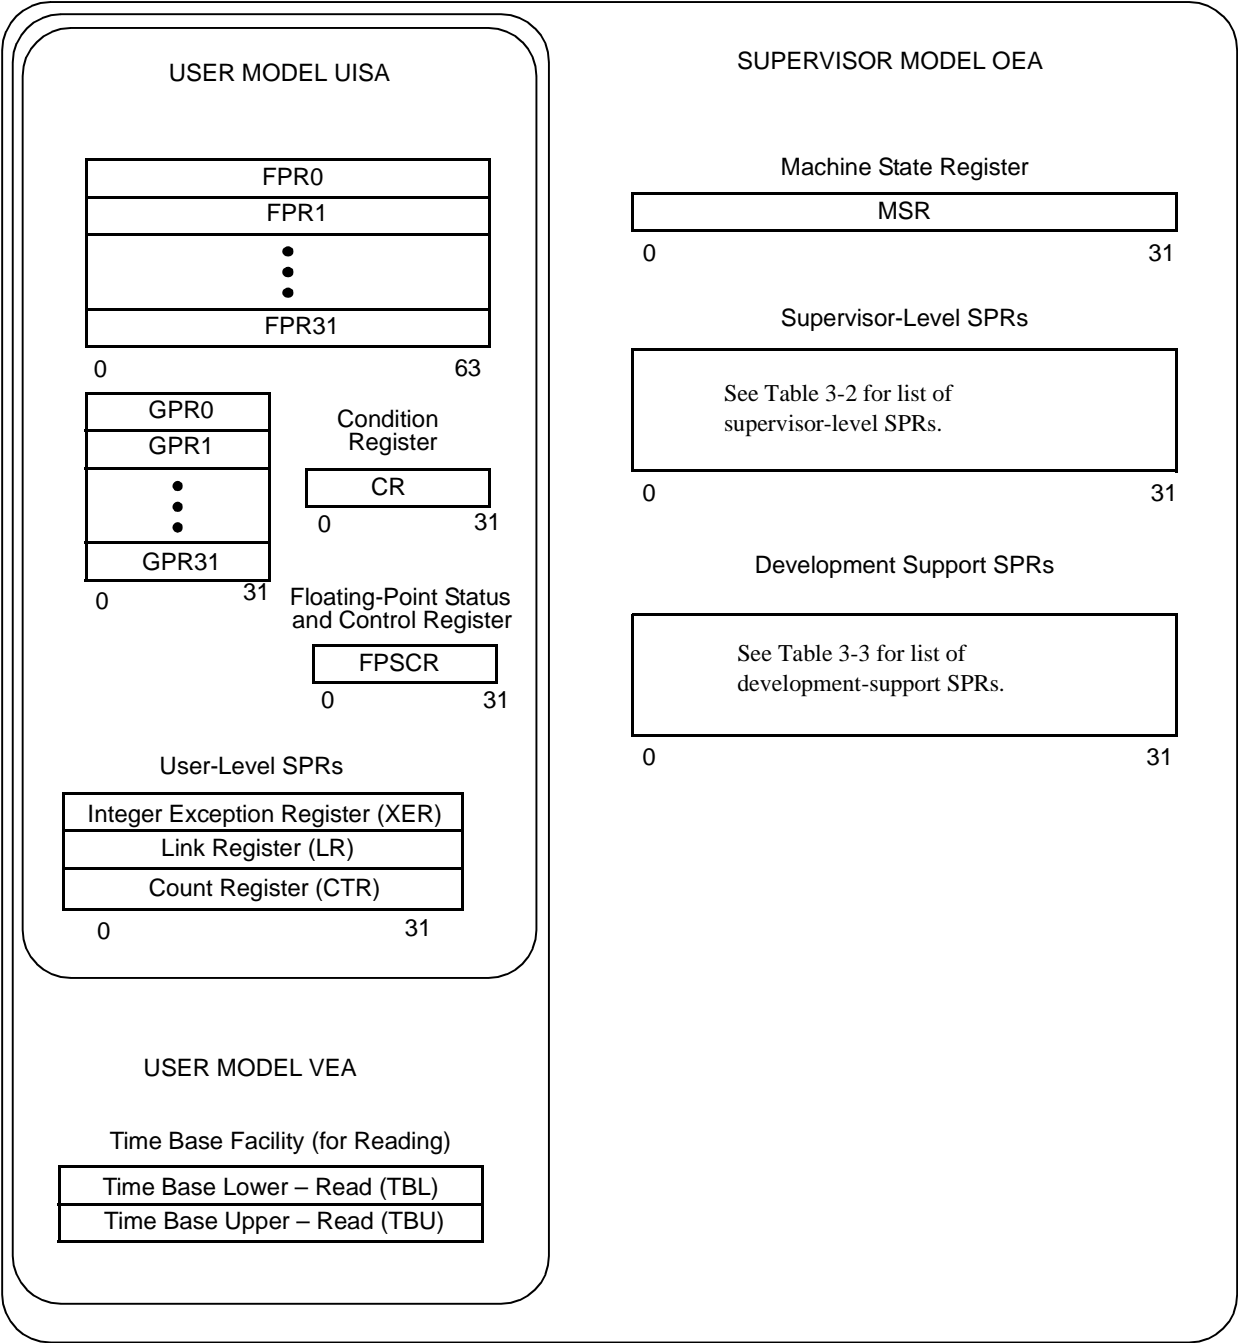 USER MODEL UISA
FPR0
FPR1
FPR31
0 63
GPR0
GPR1
GPR31
0 31
Condition
Register
CR
0 31
Floating-Point Status
and Control Register
FPSCR
0 31
User-Level SPRs
Integer Exception Register (XER)
Link Register (LR)
Count Register (CTR)
0 31
USER MODEL VEA
Time Base Facility (for Reading)
Time Base Lower – Read (TBL)
Time Base Upper – Read (TBU)
SUPERVISOR MODEL OEA
Machine State Register
MSR
0 31
Supervisor-Level SPRs
See Table 3-2 for list of
supervisor-level SPRs.
0 31
Development Support SPRs
See Table 3-3 for list of
development-support SPRs.
0 31